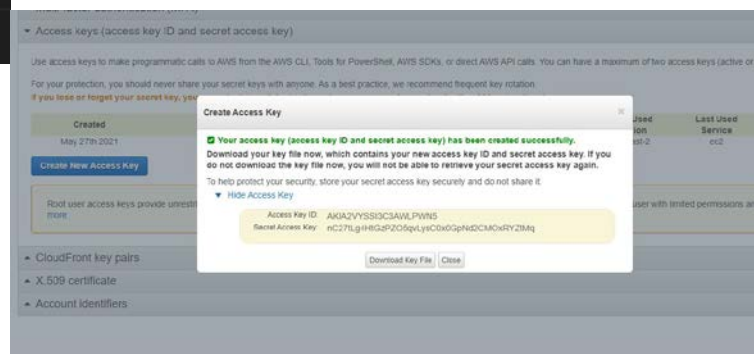 Access keys (access key ID and secret access key)
Use access keys to make programmatic calls to AWS from the AWS CLI, Tools for PowerShell, AWS SDKs, or direct AWS API calls. You can have a maximum of two access keys (active or
For your protection, you should never share your secret keys with anyone. As a best practice, we recommend frequent key rotation.
If you lose or forget your secret key, you
Create Access Key
Created
Used
Last Used
Service
May 27th 2021
ec2
Your access key (access key ID and secret access key) has been created successfully.
Download your key file now, which contains your new access key ID and secret access key. If you
do not download the key file now, you will not be able to retrieve your secret access key again.
Create New Access Key
To help protect your security, store your secret access key securely and do not share it.
Hide Access Key
Root user access keys provide
user with limited permissions
more
Access Key ID:
Secret Access Key:
Download Key File
Close
CloudFront key pairs
X.509 certificate
Account identifiers